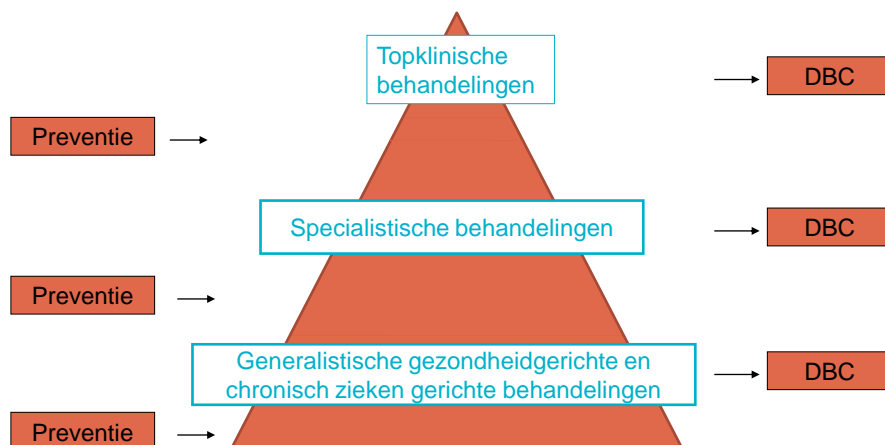 Topklinische
behandelingen
DBC
Preventie
Specialistische behandelingen
DBC
Preventie
Generalistische gezondheidgerichte en
chronisch zieken gerichte behandelingen
DBC
Preventie